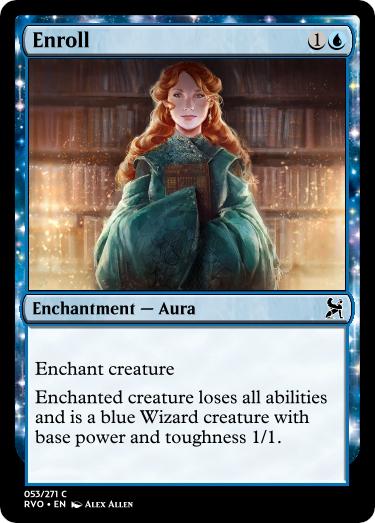 Enroll 1
Enchantment — Aura
Enchant creature
Enchanted creature loses all abilities
and is a blue Wizard creature with
base power and toughness 1/1.
053/271 C
RVO • EN Alex Allen